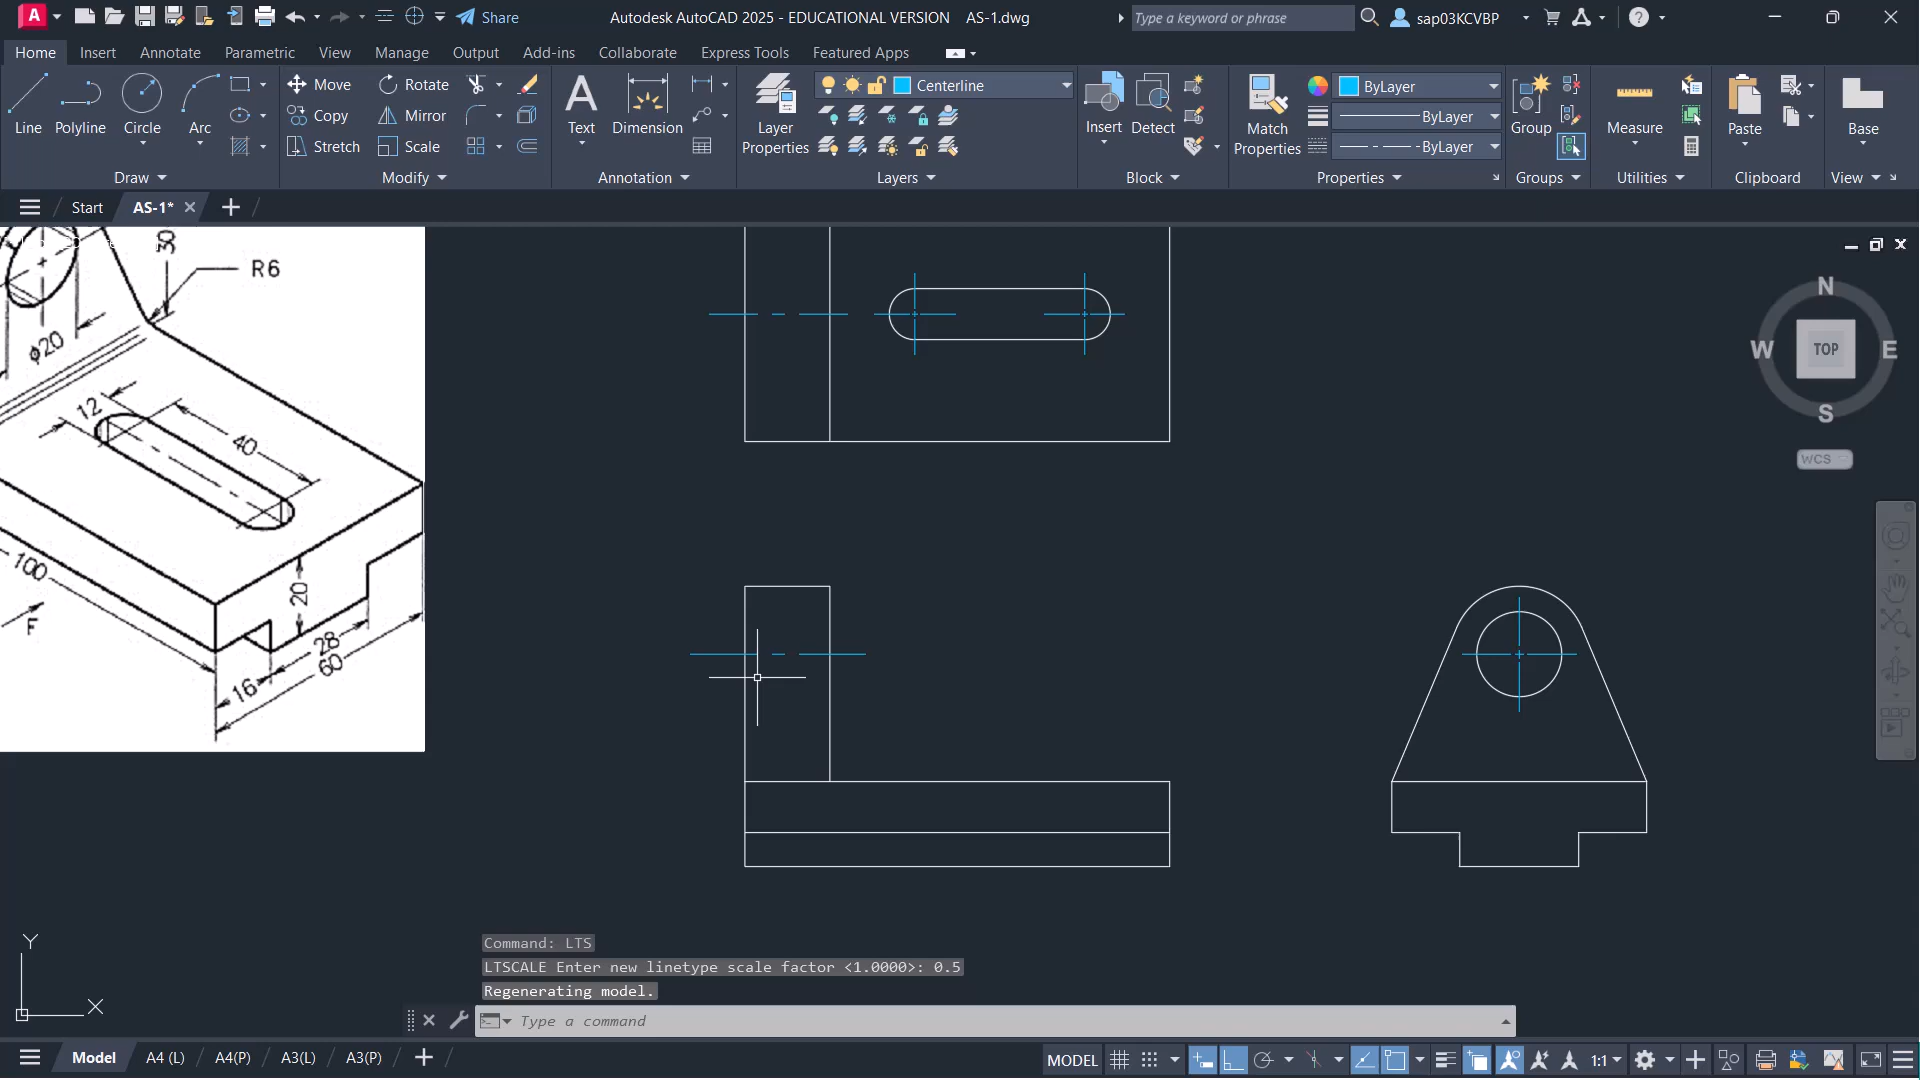 Share
Autodesk AutoCAD 2025 - EDUCATIONAL VERSION AS-1.dwg
Type a keyword or phrase
sap03KCVBP
Home Insert Annotate Parametric View Manage Output Add-ins Collaborate Express Tools Featured Apps
Line Polyline Circle Arc
Draw
Move Rotate
Copy Mirror
Stretch Scale
Modify
Text Dimension
Annotation
Layer Properties
Centerline
Layers
Insert Detect
Block
Match Properties
ByLayer
ByLayer
ByLayer
Properties
Group
Groups
Measure
Utilities
Paste
Clipboard
Base
View
Start AS-1*
30
R6
ϕ20
12
40
100
F
20
28
60
16
N
W TOP E
S
WCS
Y
X
Command: LTS
LTSCALE Enter new linetype scale factor <1.0000>: 0.5
Regenerating model.
Type a command
Model A4 (L) A4(P) A3(L) A3(P)
MODEL
1:1